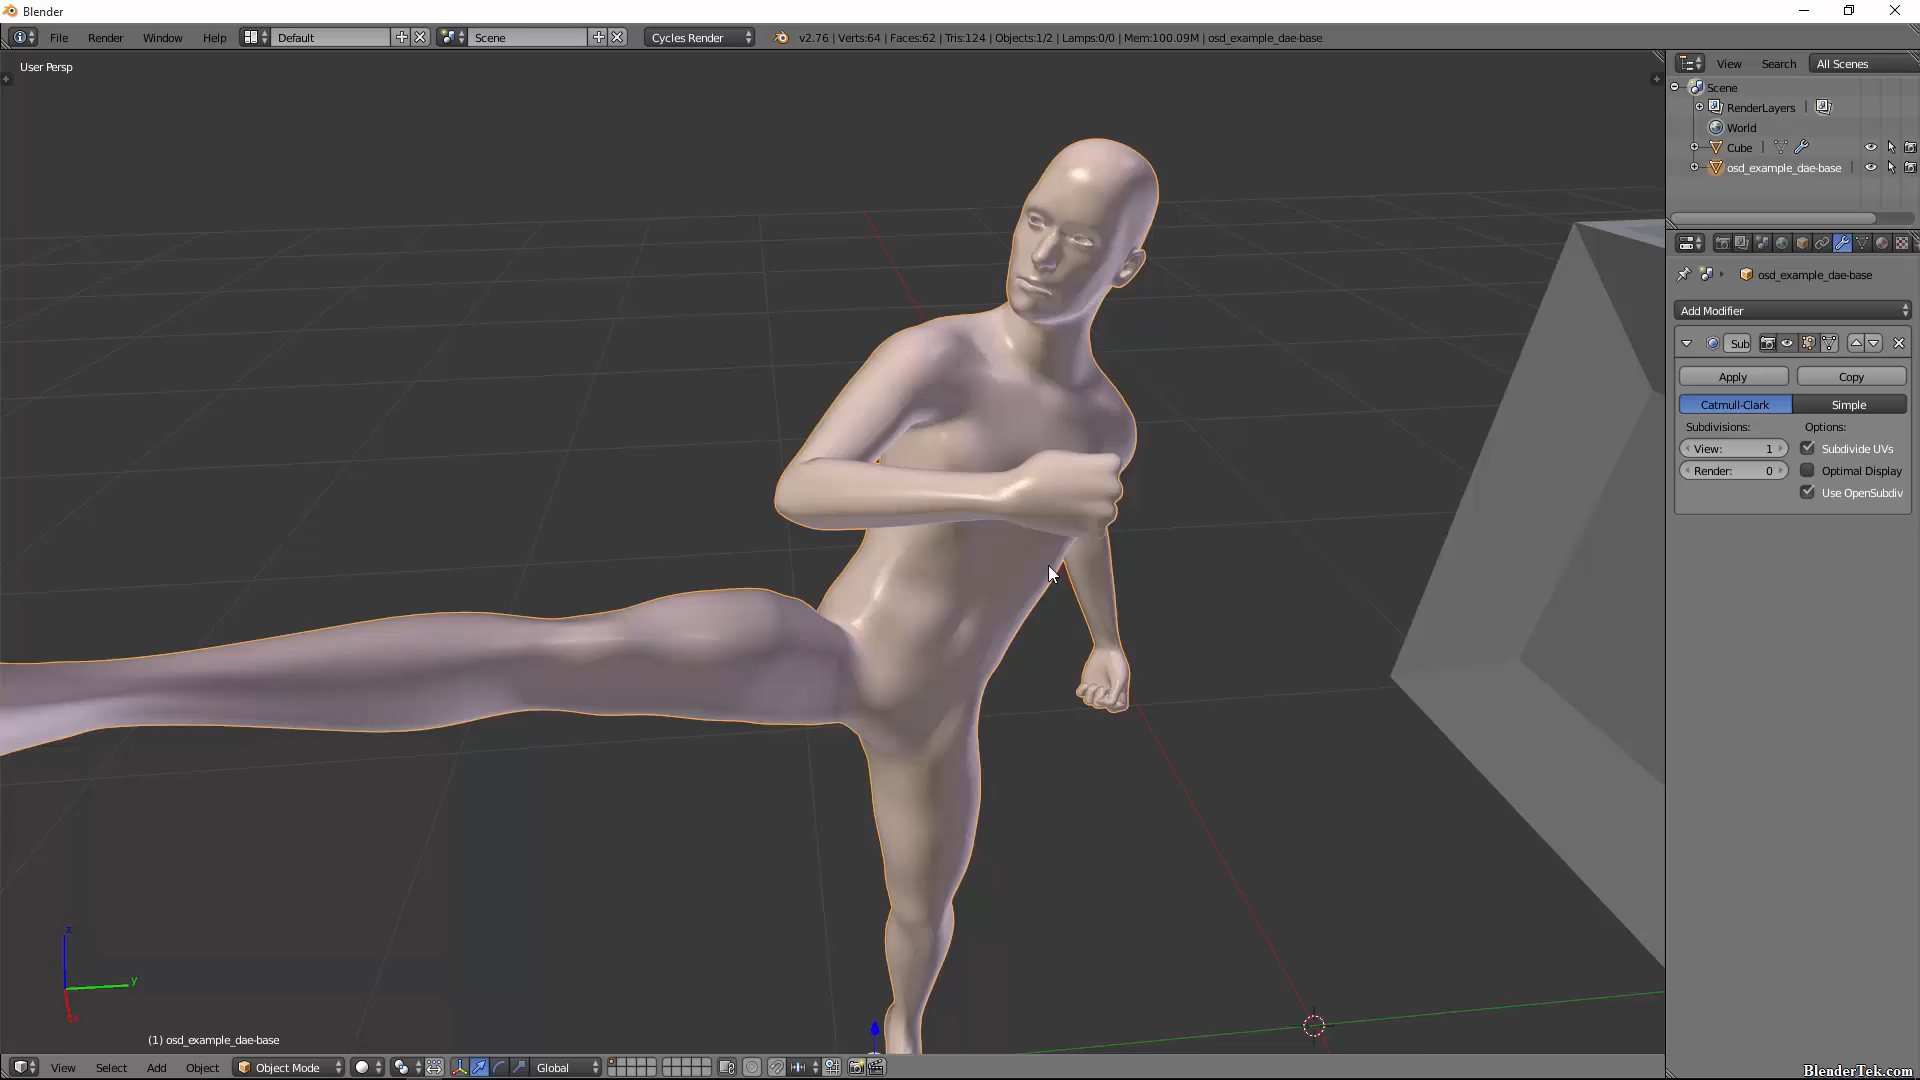 Blender
File Render Window Help Default Scene Cycles Render v2.76 | Verts:64 | Faces:62 | Tris:124 | Objects:1/2 | Lamps:0/0 | Mem:100.09M | osd_example_dae-base
User Persp
View Search All Scenes
Scene
RenderLayers
World
Cube
osd_example_dae-base
osd_example_dae-base
Add Modifier
Sub
Apply Copy
Catmull-Clark Simple
Subdivisions: Options:
View: 1 Subdivide UVs
Render: 0 Optimal Display
Use OpenSubdiv
z
y
x
(1) osd_example_dae-base
View Select Add Object Object Mode Global
BlenderTek.com